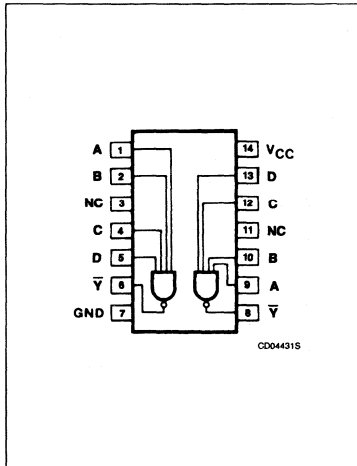 A 1 14 VCC
B 2 13 D
NC 3 12 C
C 4 11 NC
D 5 10 B
Y̅ 6 9 A
GND 7 8 Y̅
CD04431S